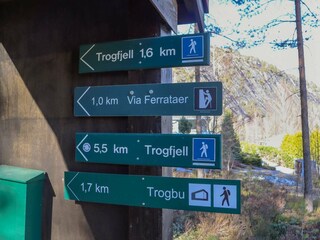 Trogfjell 1,6 km
1,0 km Via Ferrataer
5,5 km Trogfjell
1,7 km Trogbu